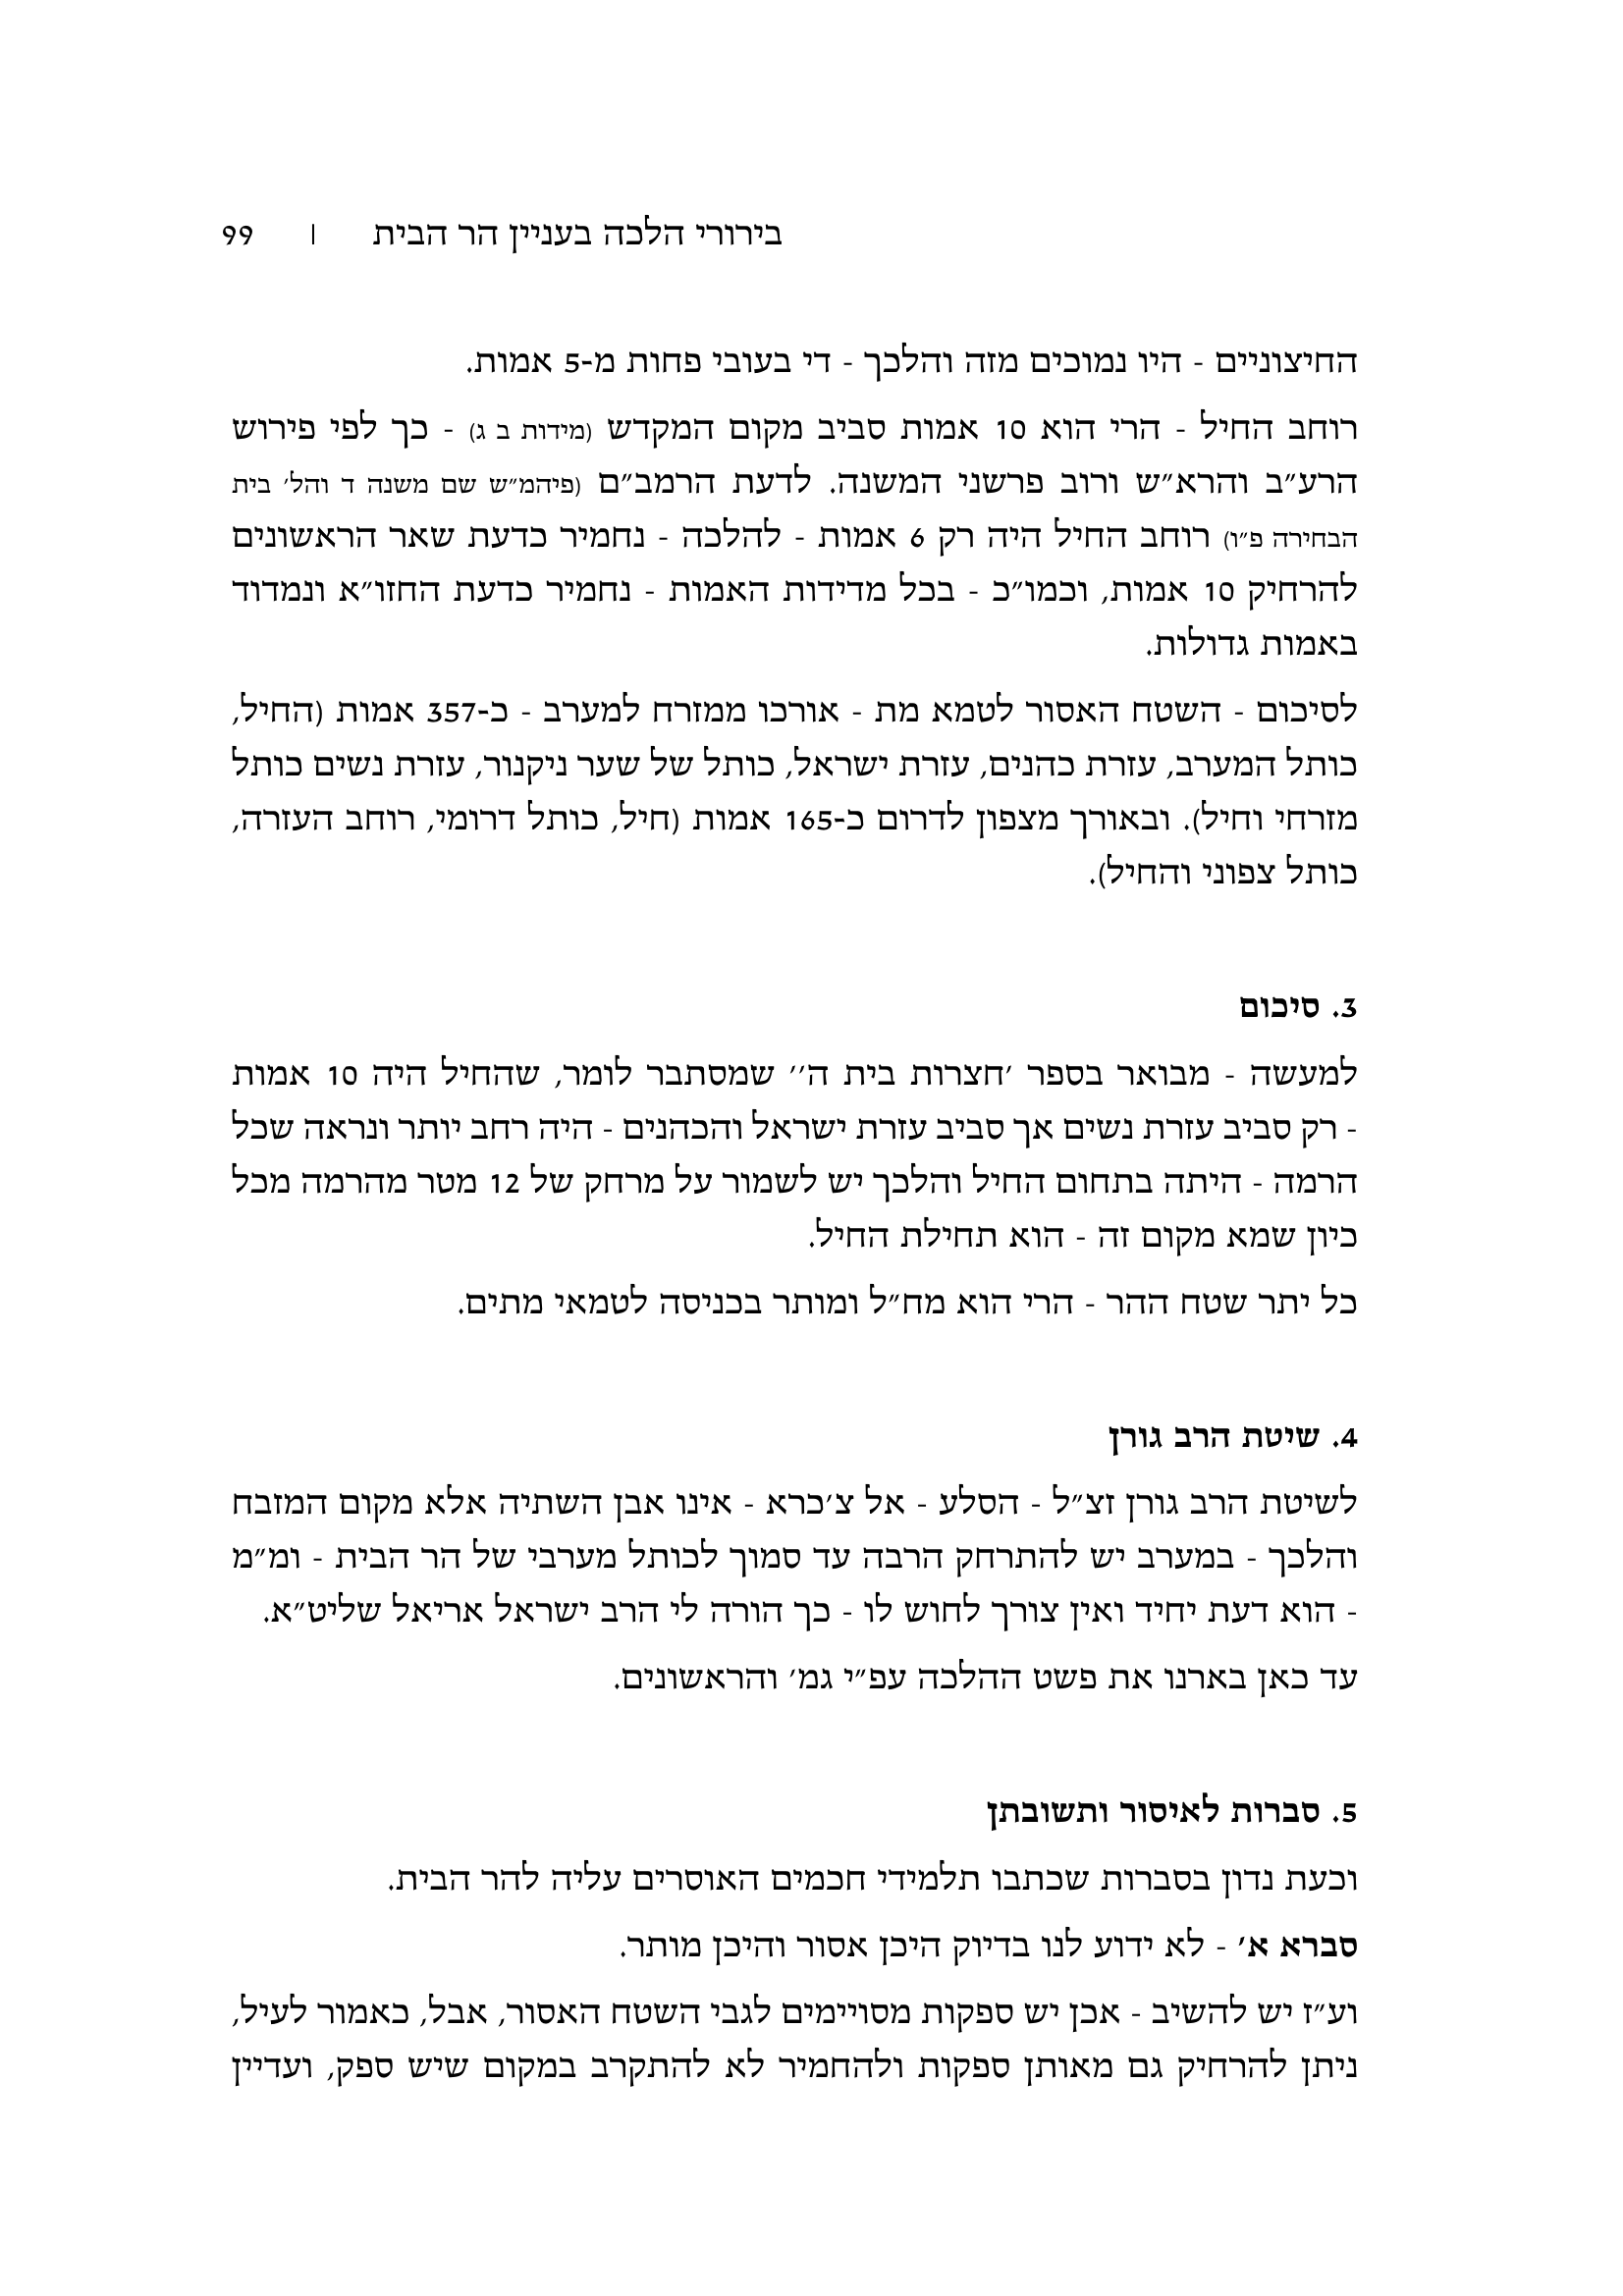 בירורי הלכה בעניין הר הבית | 99
החיצוניים - היו נמוכים מזה והלכך - די בעובי פחות מ-5 אמות.
רוחב החיל - הרי הוא 10 אמות סביב מקום המקדש (מידות ב ג) - כך לפי פירוש
הרע״ב והרא״ש ורוב פרשני המשנה. לדעת הרמב״ם (פיהמ״ש שם משנה ד והל׳ בית
הבחירה פ״ו) רוחב החיל היה רק 6 אמות - להלכה - נחמיר כדעת שאר הראשונים
להרחיק 10 אמות, וכמו״כ - בכל מדידות האמות - נחמיר כדעת החזו״א ונמדוד
באמות גדולות.
לסיכום - השטח האסור לטמא מת - אורכו ממזרח למערב - כ-357 אמות (החיל,
כותל המערב, עזרת כהנים, עזרת ישראל, כותל של שער ניקנור, עזרת נשים כותל
מזרחי וחיל). ובאורך מצפון לדרום כ-165 אמות (חיל, כותל דרומי, רוחב העזרה,
כותל צפוני והחיל).
3. סיכום
למעשה - מבואר בספר ׳חצרות בית ה׳׳ שמסתבר לומר, שהחיל היה 10 אמות
- רק סביב עזרת נשים אך סביב עזרת ישראל והכהנים - היה רחב יותר ונראה שכל
הרמה - היתה בתחום החיל והלכך יש לשמור על מרחק של 12 מטר מהרמה מכל
כיון שמא מקום זה - הוא תחילת החיל.
כל יתר שטח ההר - הרי הוא מח״ל ומותר בכניסה לטמאי מתים.
4. שיטת הרב גורן
לשיטת הרב גורן זצ״ל - הסלע - אל צ׳כרא - אינו אבן השתיה אלא מקום המזבח
והלכך - במערב יש להתרחק הרבה עד סמוך לכותל מערבי של הר הבית - ומ״מ
- הוא דעת יחיד ואין צורך לחוש לו - כך הורה לי הרב ישראל אריאל שליט״א.
עד כאן בארנו את פשט ההלכה עפ״י גמ׳ והראשונים.
5. סברות לאיסור ותשובתן
וכעת נדון בסברות שכתבו תלמידי חכמים האוסרים עליה להר הבית.
סברא א׳ - לא ידוע לנו בדיוק היכן אסור והיכן מותר.
וע״ז יש להשיב - אכן יש ספקות מסויימים לגבי השטח האסור, אבל, כאמור לעיל,
ניתן להרחיק גם מאותן ספקות ולהחמיר לא להתקרב במקום שיש ספק, ועדיין